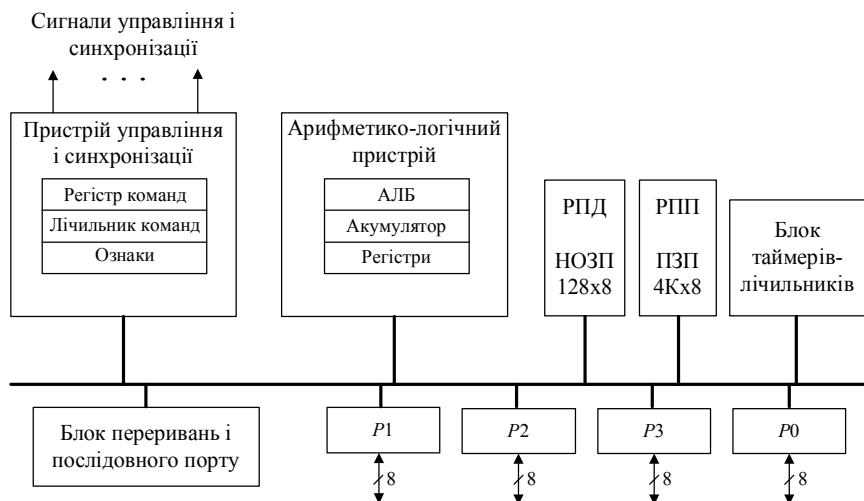 Сигнали управління і
синхронізації
. . .
Пристрій управління
і синхронізації
Регістр команд
Лічильник команд
Ознаки
Арифметико-логічний
пристрій
АЛБ
Акумулятор
Регістри
РПД
НОЗП
128x8
РПП
ПЗП
4Кх8
Блок
таймерів-
лічильників
Блок переривань і
послідовного порту
P1
P2
P3
P0
8
8
8
8